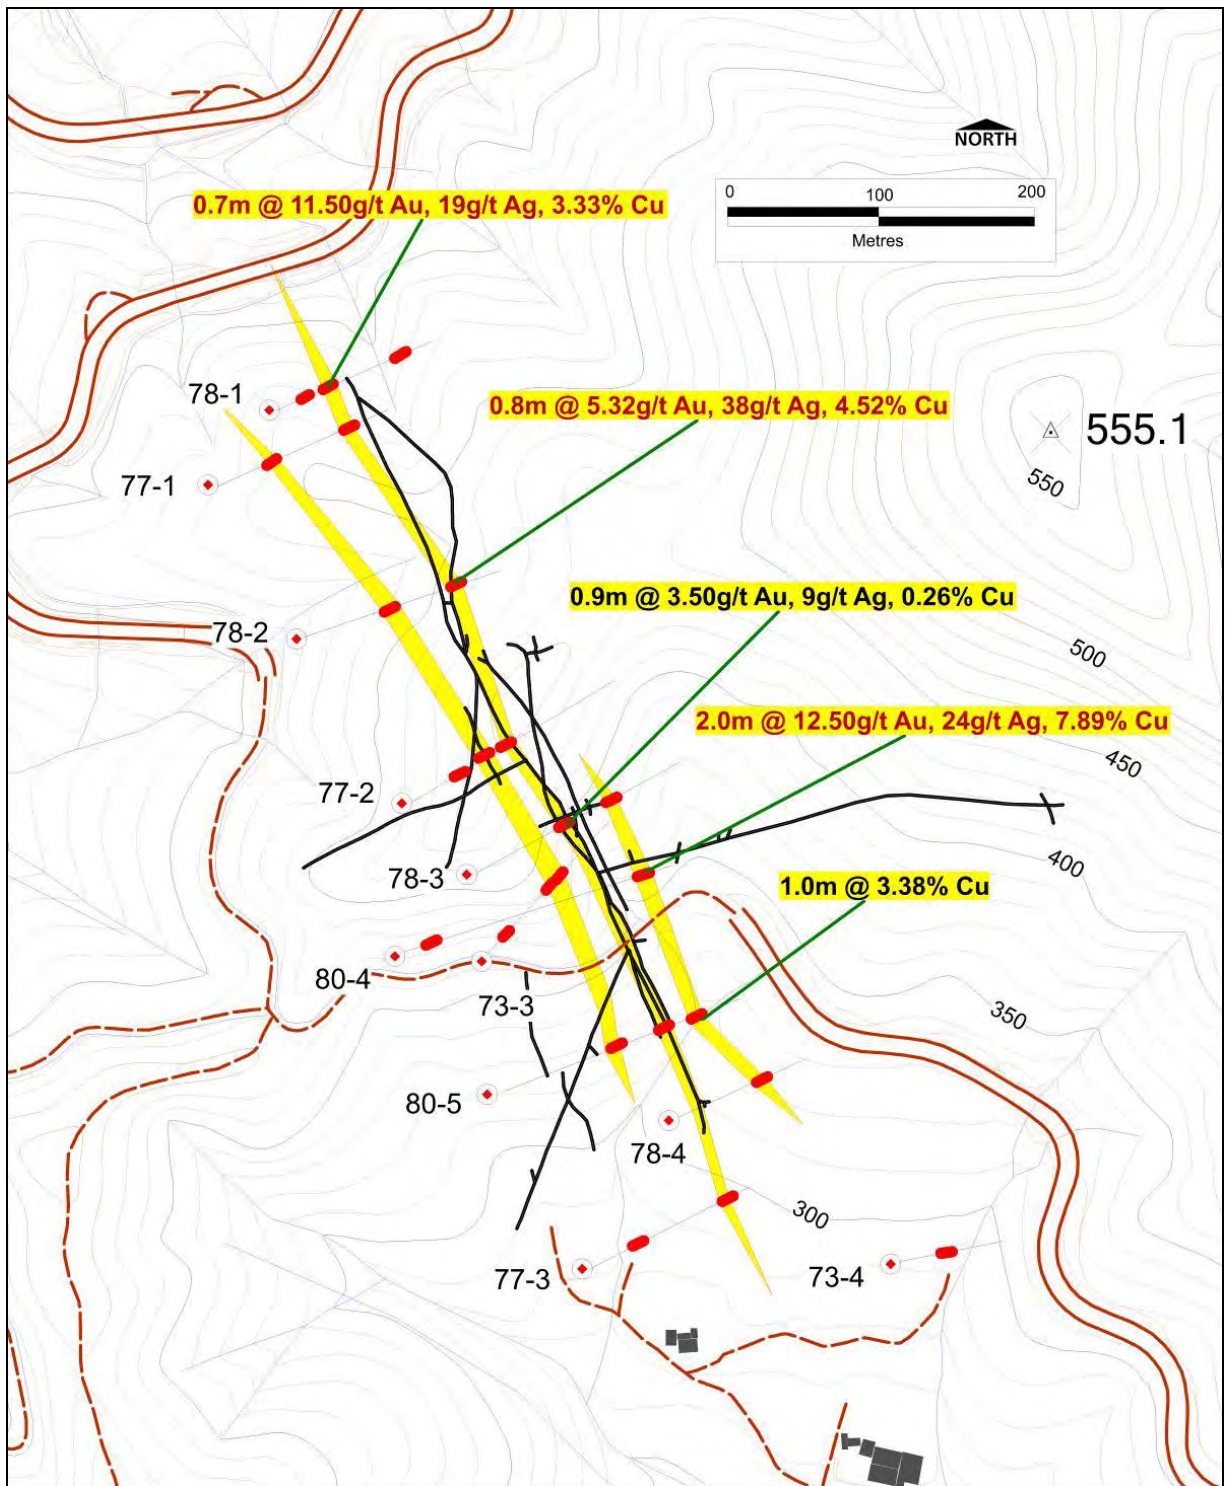 NORTH
0 100 200
Metres
0.7m @ 11.50g/t Au, 19g/t Ag, 3.33% Cu
78-1
0.8m @ 5.32g/t Au, 38g/t Ag, 4.52% Cu
555.1
550
77-1
0.9m @ 3.50g/t Au, 9g/t Ag, 0.26% Cu
78-2
500
2.0m @ 12.50g/t Au, 24g/t Ag, 7.89% Cu
450
77-2
400
78-3
1.0m @ 3.38% Cu
80-4
73-3
350
80-5
78-4
300
77-3
73-4